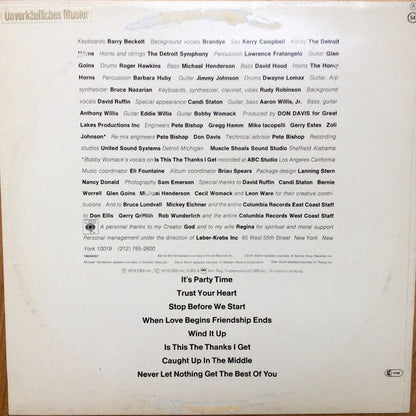 Unverkäufliches Muster
Keyboards Barry Beckett Background vocals Brandye Sax Kerry Campbell Horns The Detroit
Horns Horns and strings The Detroit Symphony Percussion Lawrence Fratangelo Guitar Glen
Goins Drums Roger Hawkins Bass Michael Henderson Bass David Hood Horns The Horny
Horns Percussion Barbara Huby Guitar Jimmy Johnson Guitar Dwayne Lomax Guitar Arp
synthesizer Bruce Nazarian Keyboards, synthesizer, clavinet, vibes Rudy Robinson Background
vocals David Ruffin Special appearance Candi Staton Guitar, bass Aaron Willis, Jr. Bass, guitar
Anthony Willis Guitar Eddie Willis Guitar Bobby Womack Produced by DON DAVIS for Great
Lakes Productions Inc Engineers Pete Bishop Gregg Hamm Mike Iacopelli Gerry Estes Zoli
Johnson* Re-mix engineers Pete Bishop Don Davis Technical advisor Pete Bishop Recording
studios United Sound Systems Detroit Michigan Muscle Shoals Sound Studio Sheffield Alabama
*Bobby Womack's vocals on Is This The Thanks I Get recorded at ABC Studio Los Angeles California
Music coordinator Eli Fountaine Album coordinator Brian Spears Package design Lanning Stern
Nancy Donald Photography Sam Emerson Special thanks to David Ruffin Candi Staton Bernie
Worrell Glen Goins Michael Henderson Cecil Womack and Leon Ware for their creative contri-
butions And to Bruce Lundvall Mickey Eichner and the entire Columbia Records East Coast Staff
to Don Ellis Gerry Griffith Rob Wunderlich and the entire Columbia Records West Coast Staff
A personal thanks to my Creator God and to my wife Regina for spiritual and moral support
Personal management under the direction of Leber-Krebs Inc 65 West 55th Street New York New
York 10019 (212) 765-2600
CBS
It's Party Time
Trust Your Heart
Stop Before We Start
When Love Begins Friendship Ends
Wind It Up
Is This The Thanks I Get
Caught Up In The Middle
Never Let Nothing Get The Best Of You